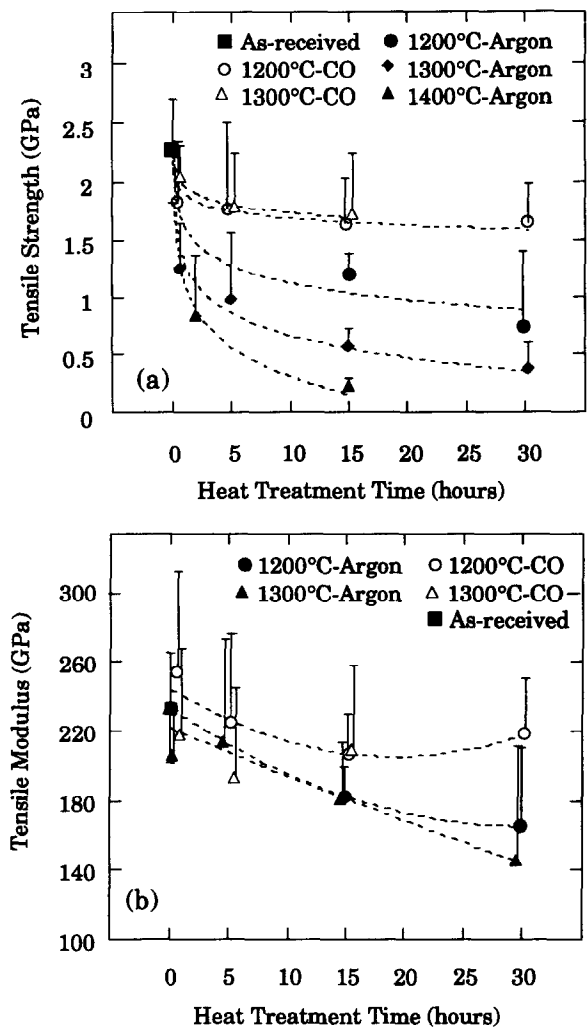 ■ As-received ● 1200°C-Argon
○ 1200°C-CO ◆ 1300°C-Argon
△ 1300°C-CO ▲ 1400°C-Argon
3
2.5
2
1.5
1
0.5
0
Tensile Strength (GPa)
(a)
0 5 10 15 20 25 30
Heat Treatment Time (hours)
● 1200°C-Argon ○ 1200°C-CO
▲ 1300°C-Argon △ 1300°C-CO
■ As-received
300
260
220
180
140
100
Tensile Modulus (GPa)
(b)
0 5 10 15 20 25 30
Heat Treatment Time (hours)